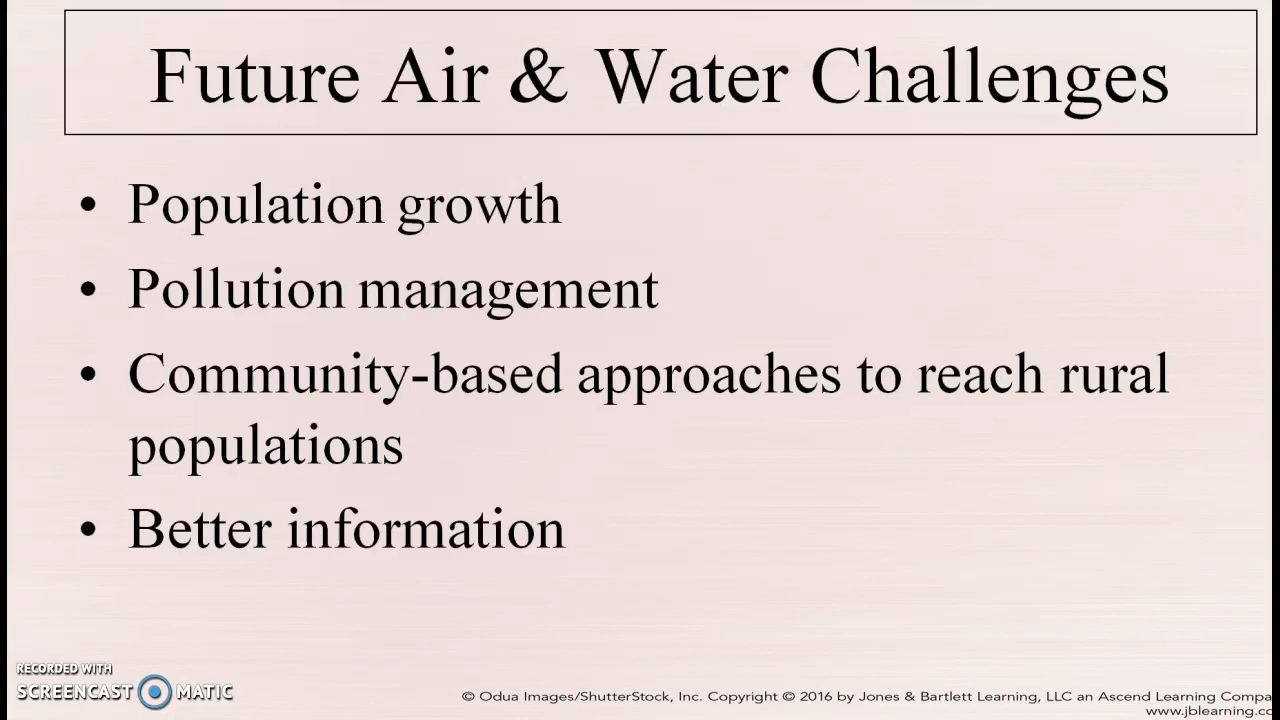 Future Air & Water Challenges
• Population growth
• Pollution management
• Community-based approaches to reach rural
populations
• Better information
RECORDED WITH
SCREENCAST MATIC
© Odua Images/ShutterStock, Inc. Copyright © 2016 by Jones & Bartlett Learning, LLC an Ascend Learning Compa
www.jblearning.co